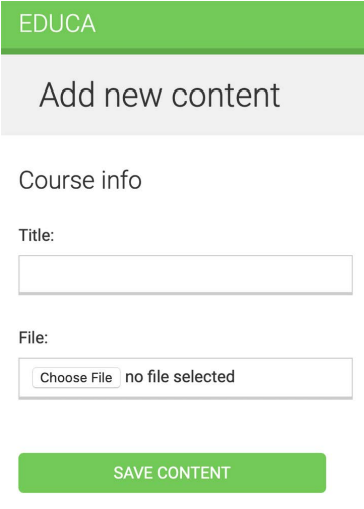 EDUCA
Add new content
Course info
Title:
File:
Choose File no file selected
SAVE CONTENT